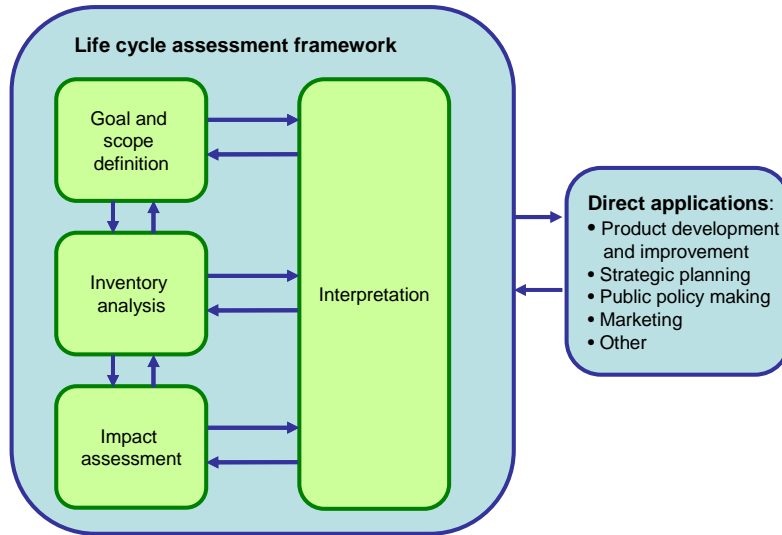 Life cycle assessment framework
Goal and
scope
definition
Inventory
analysis
Impact
assessment
Interpretation
Direct applications:
• Product development
and improvement
• Strategic planning
• Public policy making
• Marketing
• Other